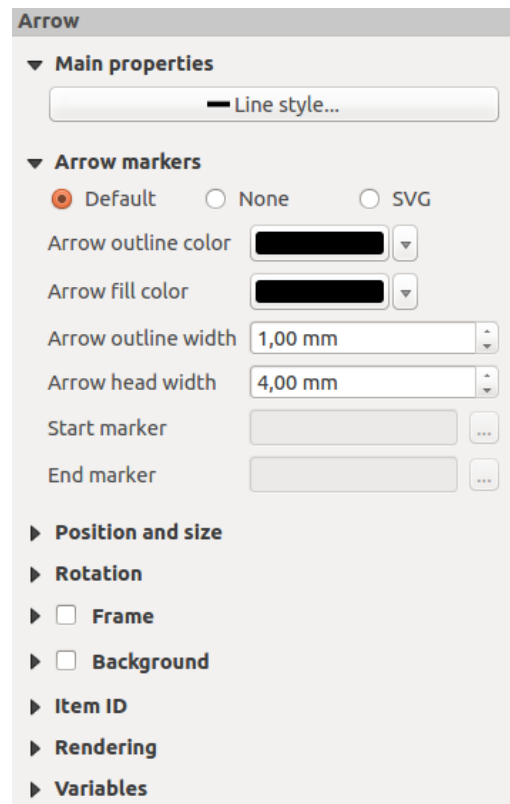 Arrow
Main properties
Line style...
Arrow markers
Default None SVG
Arrow outline color
Arrow fill color
Arrow outline width 1,00 mm
Arrow head width 4,00 mm
Start marker ...
End marker ...
Position and size
Rotation
Frame
Background
Item ID
Rendering
Variables